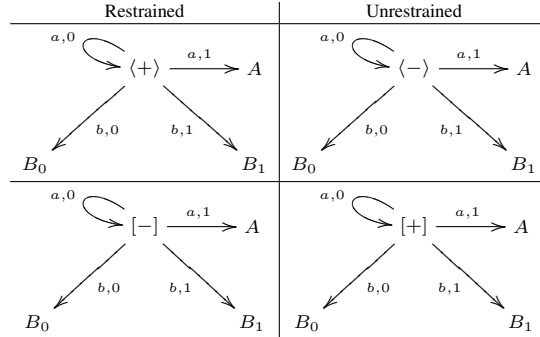 Restrained Unrestrained
a,0 a,0
⟨+⟩ a,1 A ⟨−⟩ a,1 A
b,0 b,1 b,0 b,1
B₀ B₁ B₀ B₁
a,0 a,0
[−] a,1 A [+] a,1 A
b,0 b,1 b,0 b,1
B₀ B₁ B₀ B₁